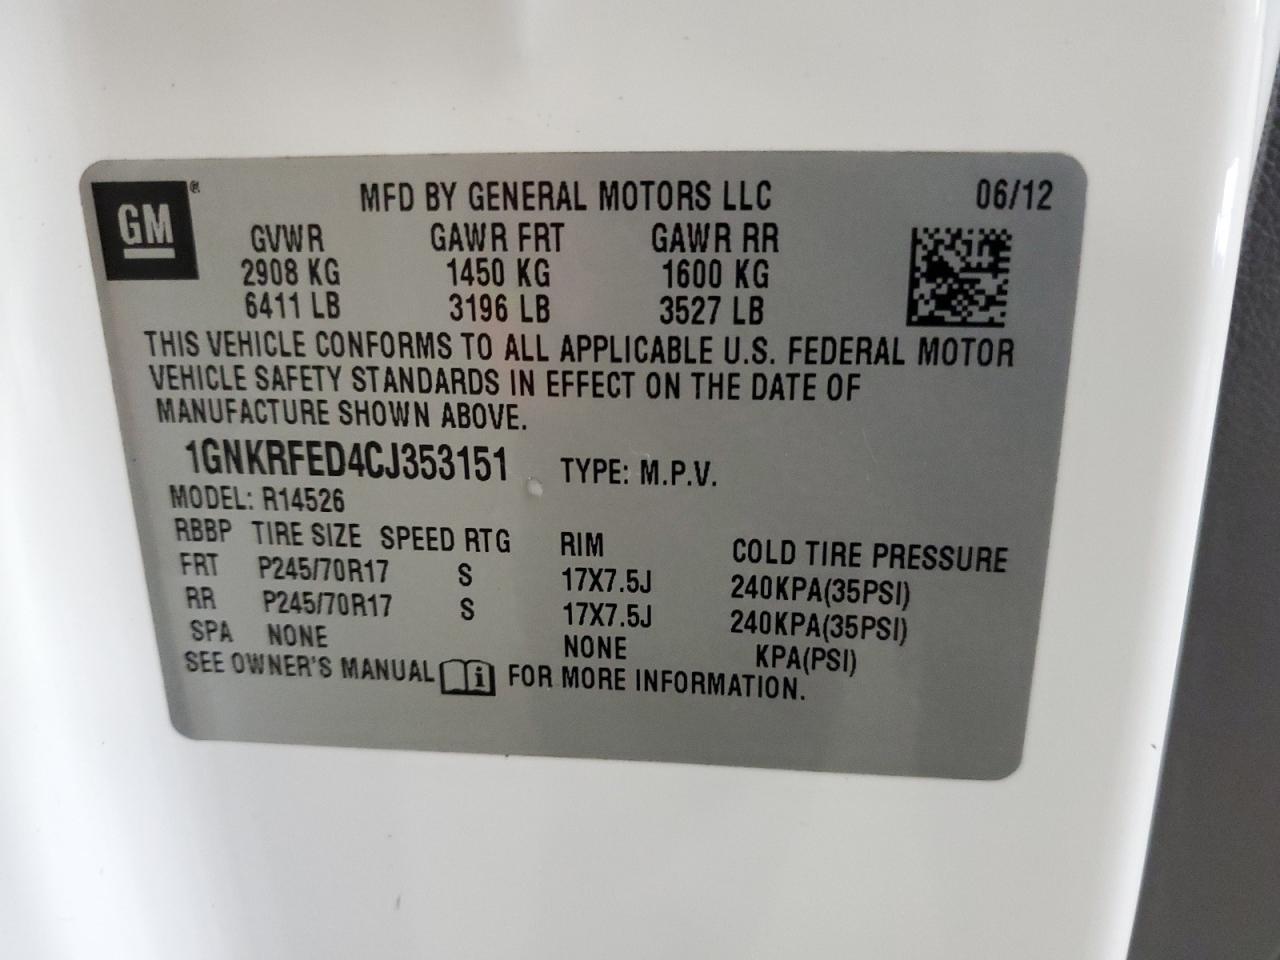 GM ® MFD BY GENERAL MOTORS LLC 06/12
GVWR GAWR FRT GAWR RR
2908 KG 1450 KG 1600 KG
6411 LB 3196 LB 3527 LB
THIS VEHICLE CONFORMS TO ALL APPLICABLE U.S. FEDERAL MOTOR
VEHICLE SAFETY STANDARDS IN EFFECT ON THE DATE OF
MANUFACTURE SHOWN ABOVE.
1GNKRFED4CJ353151 TYPE: M.P.V.
MODEL: R14526
RBBP TIRE SIZE SPEED RTG RIM COLD TIRE PRESSURE
FRT P245/70R17 S 17X7.5J 240KPA(35PSI)
RR P245/70R17 S 17X7.5J 240KPA(35PSI)
SPA NONE NONE KPA(PSI)
SEE OWNER'S MANUAL i FOR MORE INFORMATION.